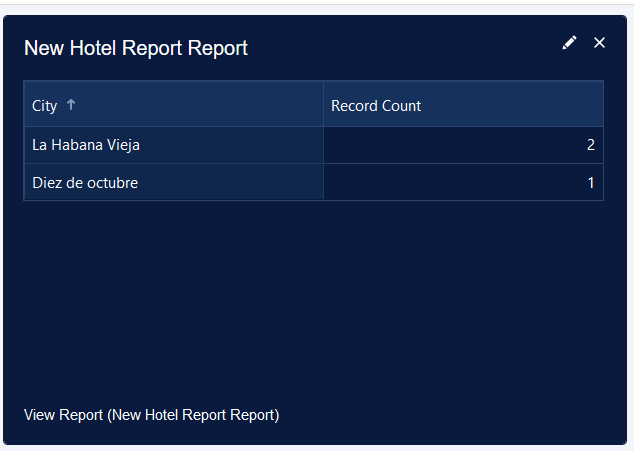 New Hotel Report Report
City ↑ Record Count
La Habana Vieja 2
Diez de octubre 1
View Report (New Hotel Report Report)